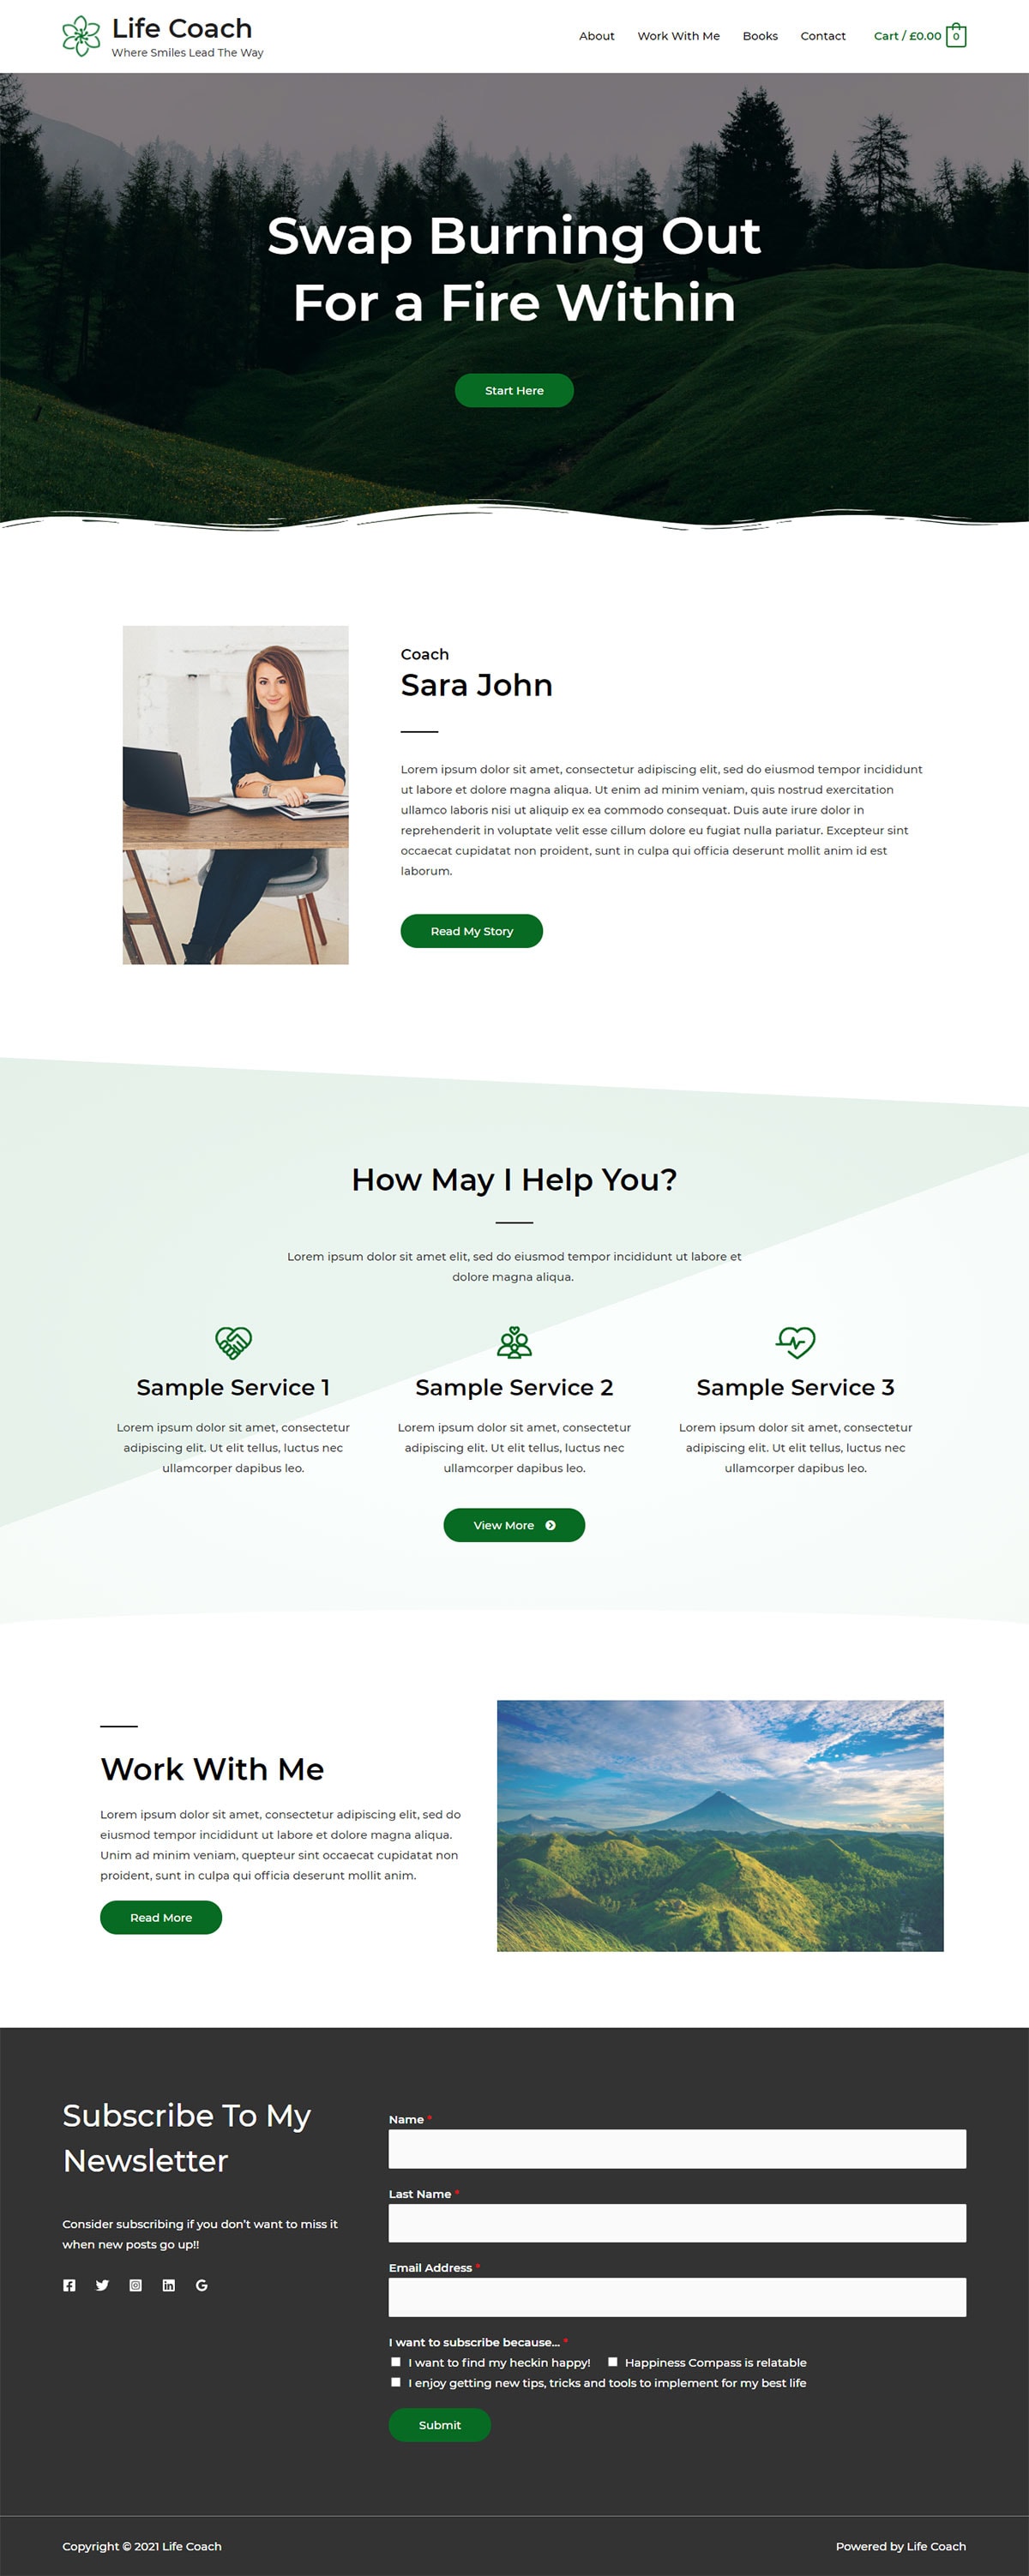 Life Coach
Where Smiles Lead The Way
About
Work With Me
Books
Contact
Cart / £0.00 0
Swap Burning Out
For a Fire Within
Start Here
Coach
Sara John
Lorem ipsum dolor sit amet, consectetur adipiscing elit, sed do eiusmod tempor incididunt
ut labore et dolore magna aliqua. Ut enim ad minim veniam, quis nostrud exercitation
ullamco laboris nisi ut aliquip ex ea commodo consequat. Duis aute irure dolor in
reprehenderit in voluptate velit esse cillum dolore eu fugiat nulla pariatur. Excepteur sint
occaecat cupidatat non proident, sunt in culpa qui officia deserunt mollit anim id est
laborum.
Read My Story
How May I Help You?
Lorem ipsum dolor sit amet elit, sed do eiusmod tempor incididunt ut labore et
dolore magna aliqua.
Sample Service 1
Lorem ipsum dolor sit amet, consectetur
adipiscing elit. Ut elit tellus, luctus nec
ullamcorper dapibus leo.
Sample Service 2
Lorem ipsum dolor sit amet, consectetur
adipiscing elit. Ut elit tellus, luctus nec
ullamcorper dapibus leo.
Sample Service 3
Lorem ipsum dolor sit amet, consectetur
adipiscing elit. Ut elit tellus, luctus nec
ullamcorper dapibus leo.
View More
Work With Me
Lorem ipsum dolor sit amet, consectetur adipiscing elit, sed do
eiusmod tempor incididunt ut labore et dolore magna aliqua.
Unim ad minim veniam, quepteur sint occaecat cupidatat non
proident, sunt in culpa qui officia deserunt mollit anim.
Read More
Subscribe To My
Newsletter
Consider subscribing if you don’t want to miss it
when new posts go up!!
Name *
Last Name *
Email Address *
I want to subscribe because... *
I want to find my heckin happy!
Happiness Compass is relatable
I enjoy getting new tips, tricks and tools to implement for my best life
Submit
Copyright © 2021 Life Coach
Powered by Life Coach